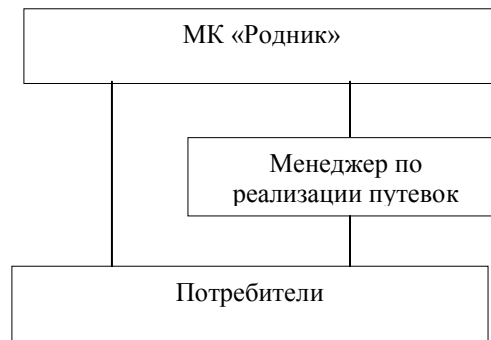 МК «Родник»
Менеджер по
реализации путевок
Потребители